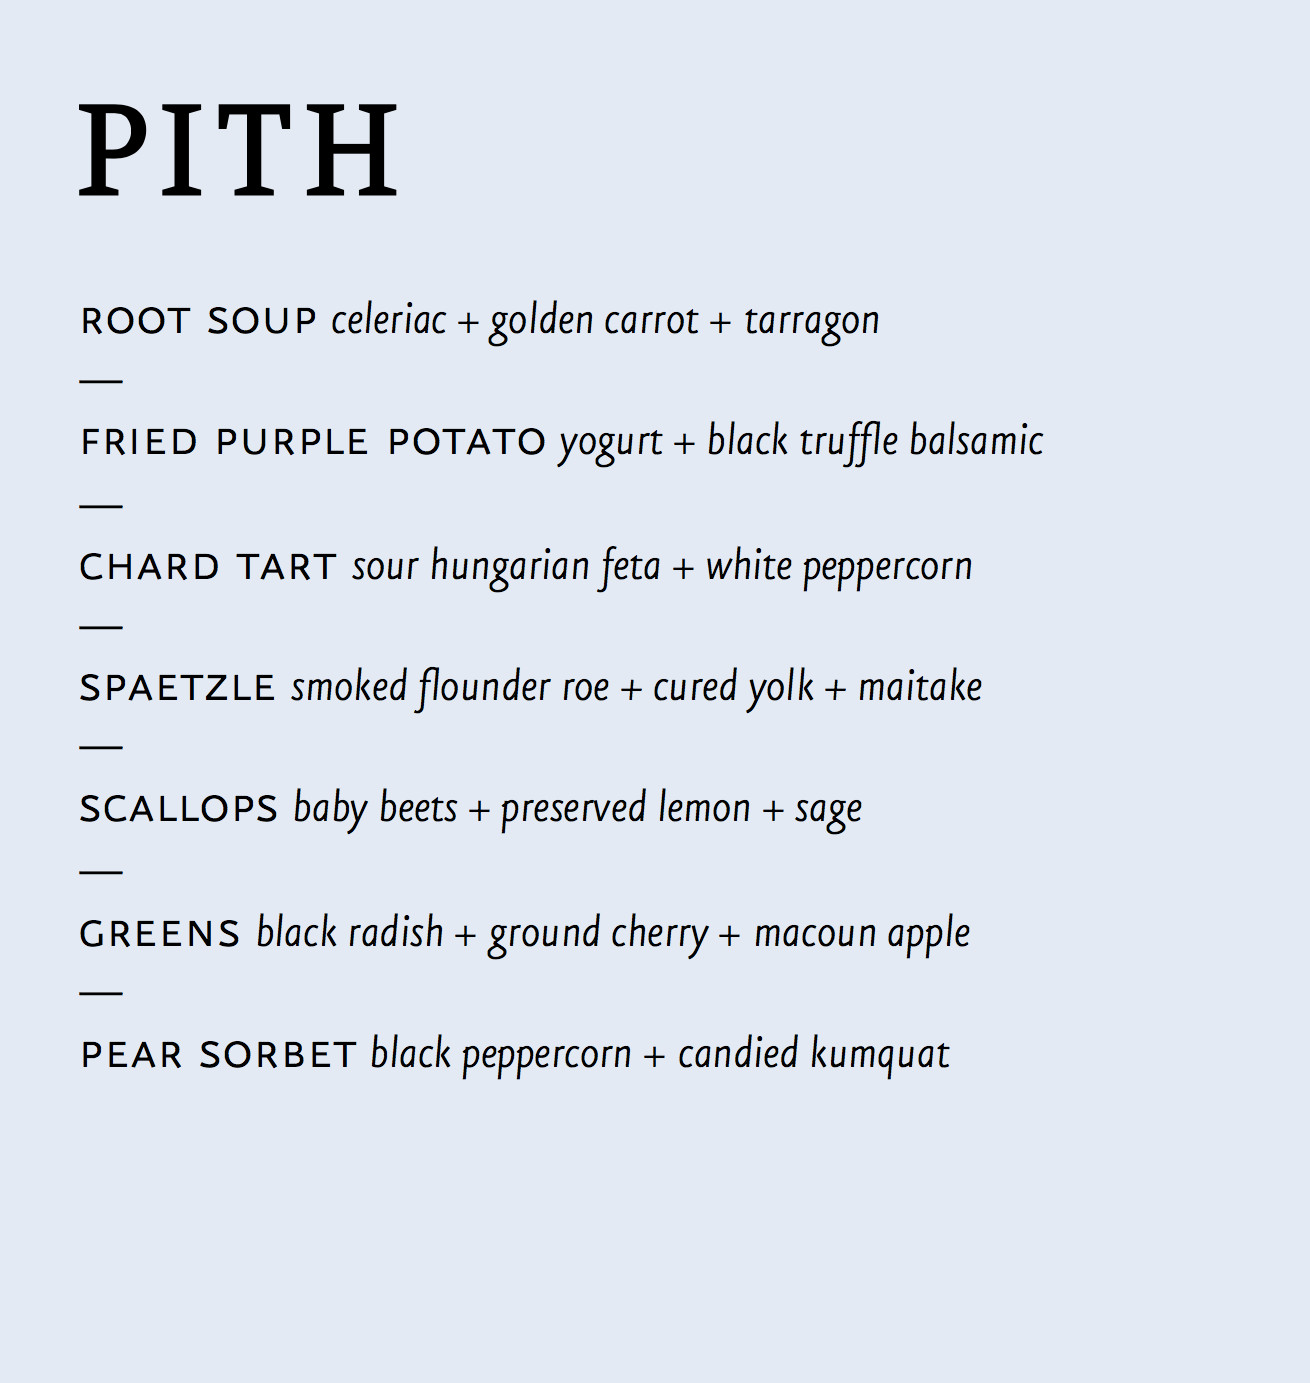 PITH
ROOT SOUP celeriac + golden carrot + tarragon
—
FRIED PURPLE POTATO yogurt + black truffle balsamic
—
CHARD TART sour hungarian feta + white peppercorn
—
SPAETZLE smoked flounder roe + cured yolk + maitake
—
SCALLOPS baby beets + preserved lemon + sage
—
GREENS black radish + ground cherry + macoun apple
—
PEAR SORBET black peppercorn + candied kumquat